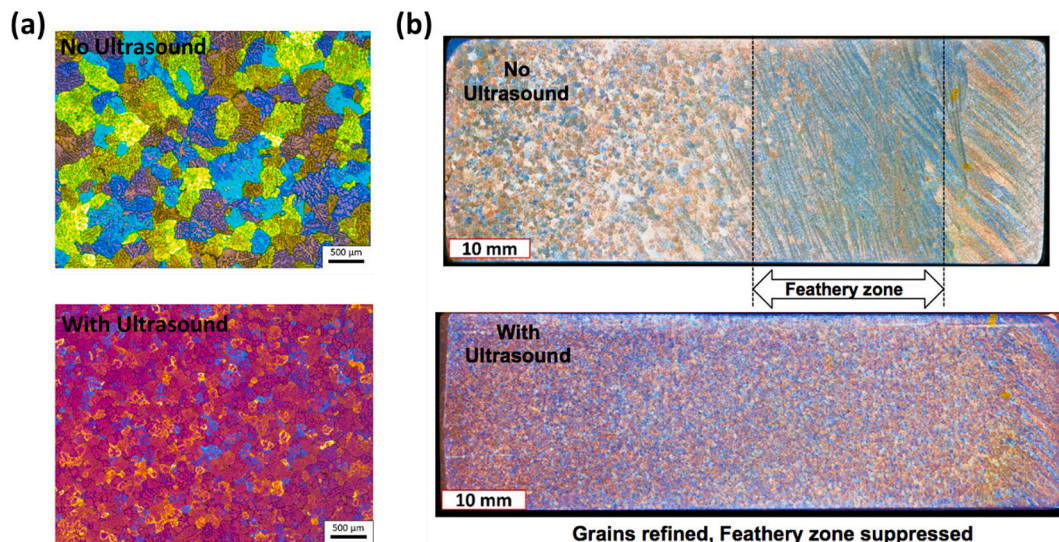 (a)
No Ultrasound
500 μm
With Ultrasound
500 μm
(b)
No
Ultrasound
10 mm
Feathery zone
With
Ultrasound
10 mm
Grains refined, Feathery zone suppressed